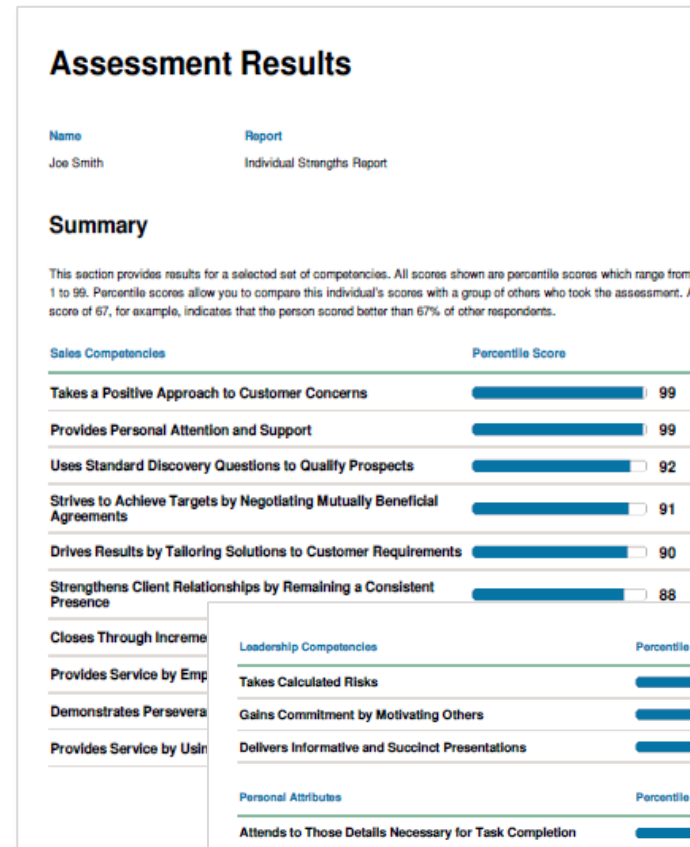 Assessment Results
Name Report
Joe Smith Individual Strengths Report
Summary
This section provides results for a selected set of competencies. All scores shown are percentile scores which range from
1 to 99. Percentile scores allow you to compare this individual's scores with a group of others who took the assessment. A
score of 67, for example, indicates that the person scored better than 67% of other respondents.
Sales Competencies Percentile Score
Takes a Positive Approach to Customer Concerns 99
Provides Personal Attention and Support 99
Uses Standard Discovery Questions to Qualify Prospects 92
Strives to Achieve Targets by Negotiating Mutually Beneficial
Agreements 91
Drives Results by Tailoring Solutions to Customer Requirements 90
Strengthens Client Relationships by Remaining a Consistent
Presence 88
Closes Through Increme
Provides Service by Emp
Demonstrates Persevera
Provides Service by Usin
Leadership Competencies Percentile
Takes Calculated Risks
Gains Commitment by Motivating Others
Delivers Informative and Succinct Presentations
Personal Attributes Percentile
Attends to Those Details Necessary for Task Completion